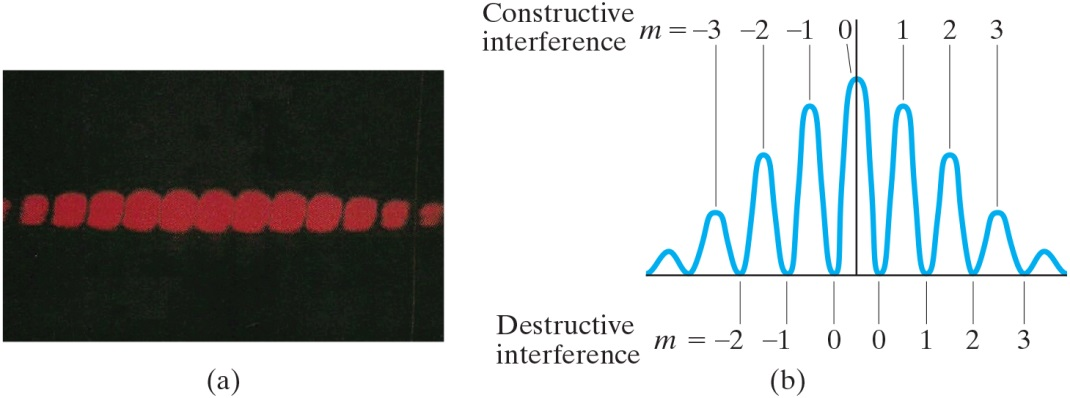 Constructive
interference m = –3 –2 –1 0 1 2 3
Destructive
interference m = –2 –1 0 0 1 2 3
(a) (b)